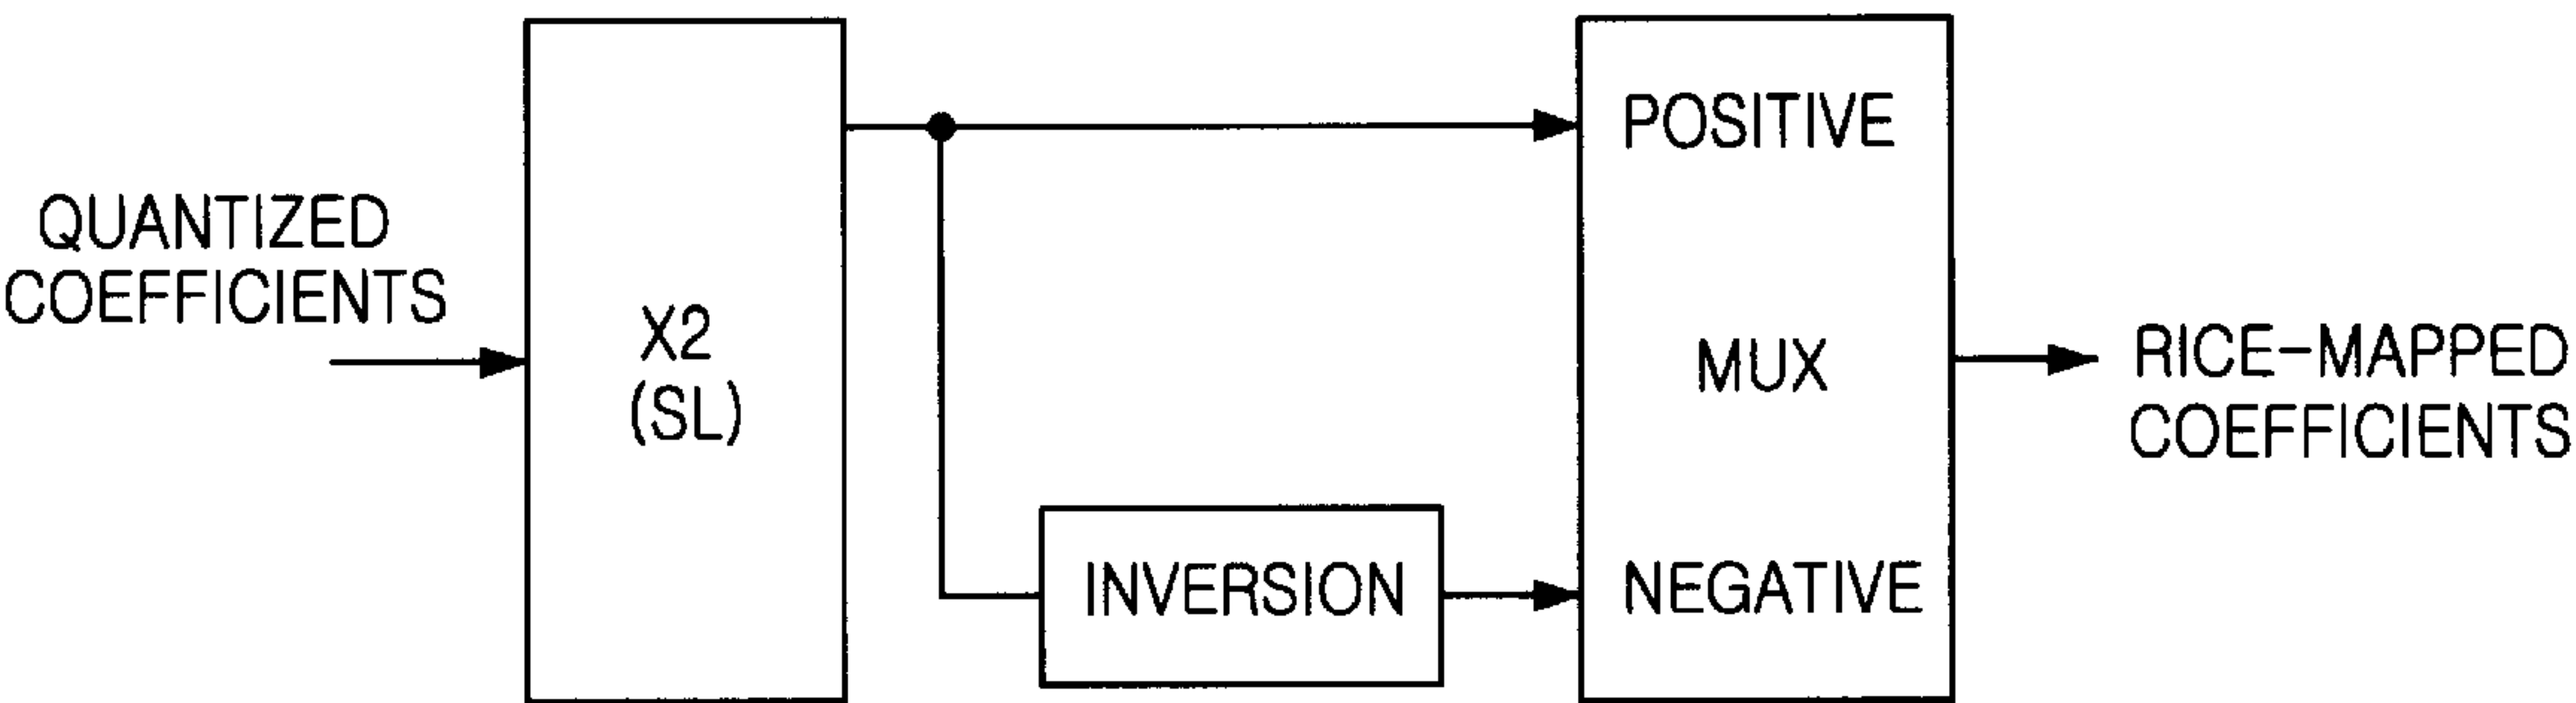 QUANTIZED
COEFFICIENTS
X2
(SL)
POSITIVE
MUX
NEGATIVE
INVERSION
RICE-MAPPED
COEFFICIENTS